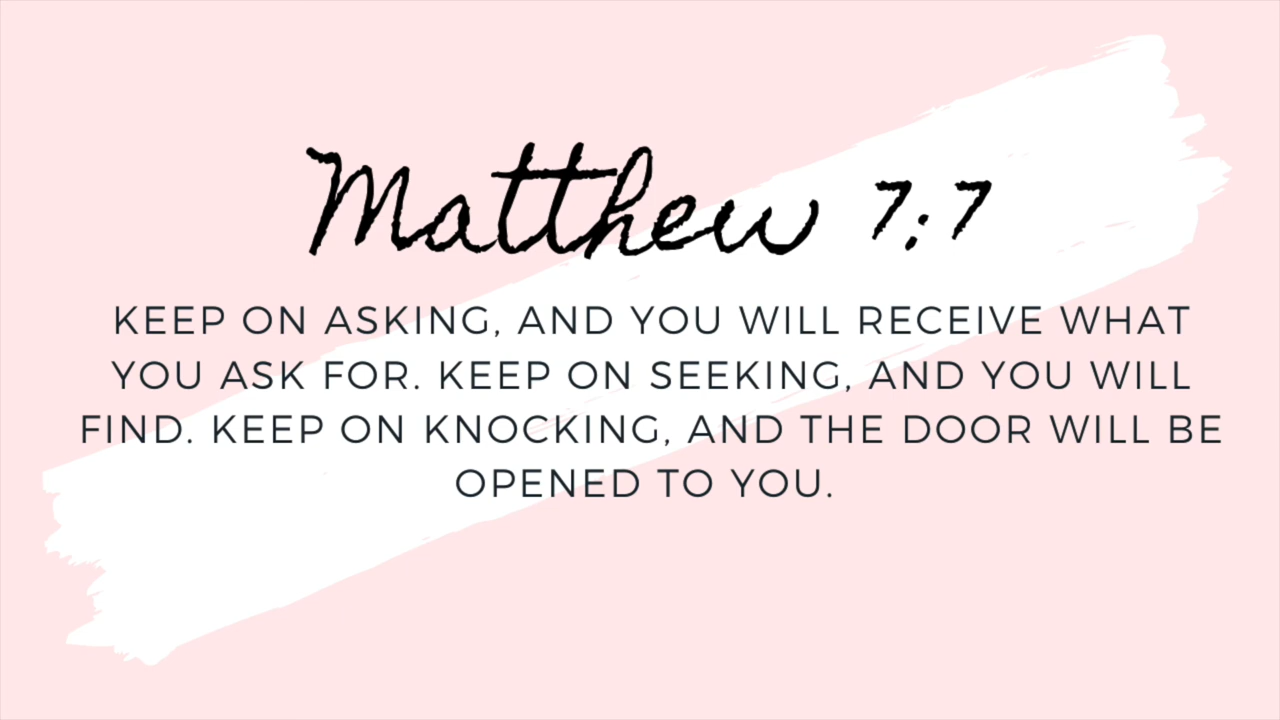 Matthew 7:7
KEEP ON ASKING, AND YOU WILL RECEIVE WHAT
YOU ASK FOR. KEEP ON SEEKING, AND YOU WILL
FIND. KEEP ON KNOCKING, AND THE DOOR WILL BE
OPENED TO YOU.